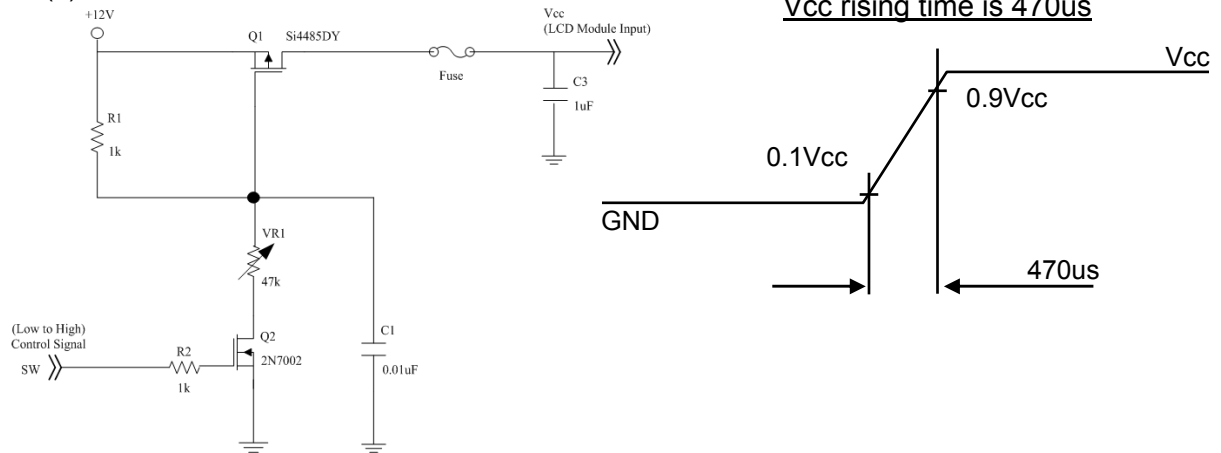 Vcc rising time is 470us
+12V
Q1
Si4485DY
Vcc
(LCD Module Input)
Fuse
C3
1uF
R1
1k
VR1
47k
(Low to High)
Control Signal
SW
R2
1k
Q2
2N7002
C1
0.01uF
Vcc
0.9Vcc
0.1Vcc
GND
470us